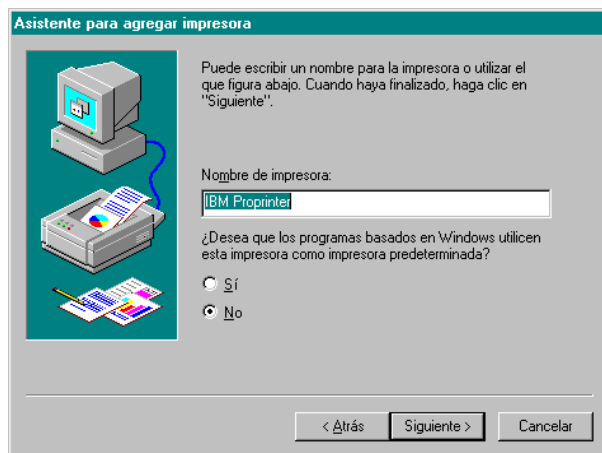 Asistente para agregar impresora
Puede escribir un nombre para la impresora o utilizar el
que figura abajo. Cuando haya finalizado, haga clic en
"Siguiente".
Nombre de impresora:
IBM Proprinter
¿Desea que los programas basados en Windows utilicen
esta impresora como impresora predeterminada?
Sí
No
< Atrás
Siguiente >
Cancelar